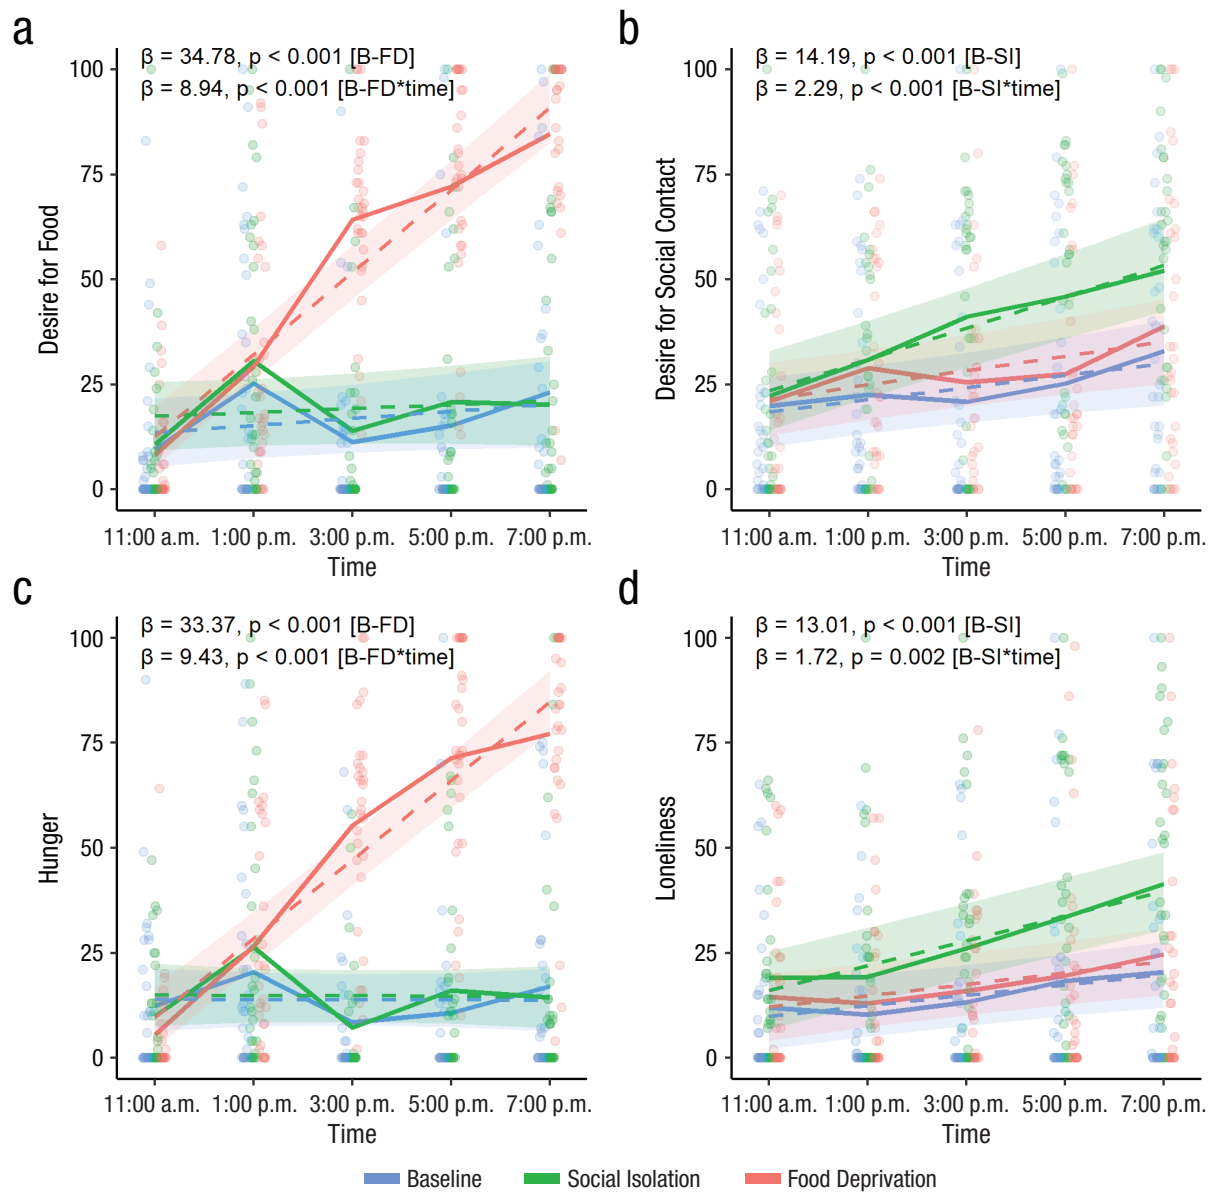 a
β = 34.78, p < 0.001 [B-FD]
β = 8.94, p < 0.001 [B-FD*time]
Desire for Food
100
75
50
25
0
11:00 a.m. 1:00 p.m. 3:00 p.m. 5:00 p.m. 7:00 p.m.
Time
b
β = 14.19, p < 0.001 [B-SI]
β = 2.29, p < 0.001 [B-SI*time]
Desire for Social Contact
100
75
50
25
0
11:00 a.m. 1:00 p.m. 3:00 p.m. 5:00 p.m. 7:00 p.m.
Time
c
β = 33.37, p < 0.001 [B-FD]
β = 9.43, p < 0.001 [B-FD*time]
Hunger
100
75
50
25
0
11:00 a.m. 1:00 p.m. 3:00 p.m. 5:00 p.m. 7:00 p.m.
Time
d
β = 13.01, p < 0.001 [B-SI]
β = 1.72, p = 0.002 [B-SI*time]
Loneliness
100
75
50
25
0
11:00 a.m. 1:00 p.m. 3:00 p.m. 5:00 p.m. 7:00 p.m.
Time
Baseline Social Isolation Food Deprivation